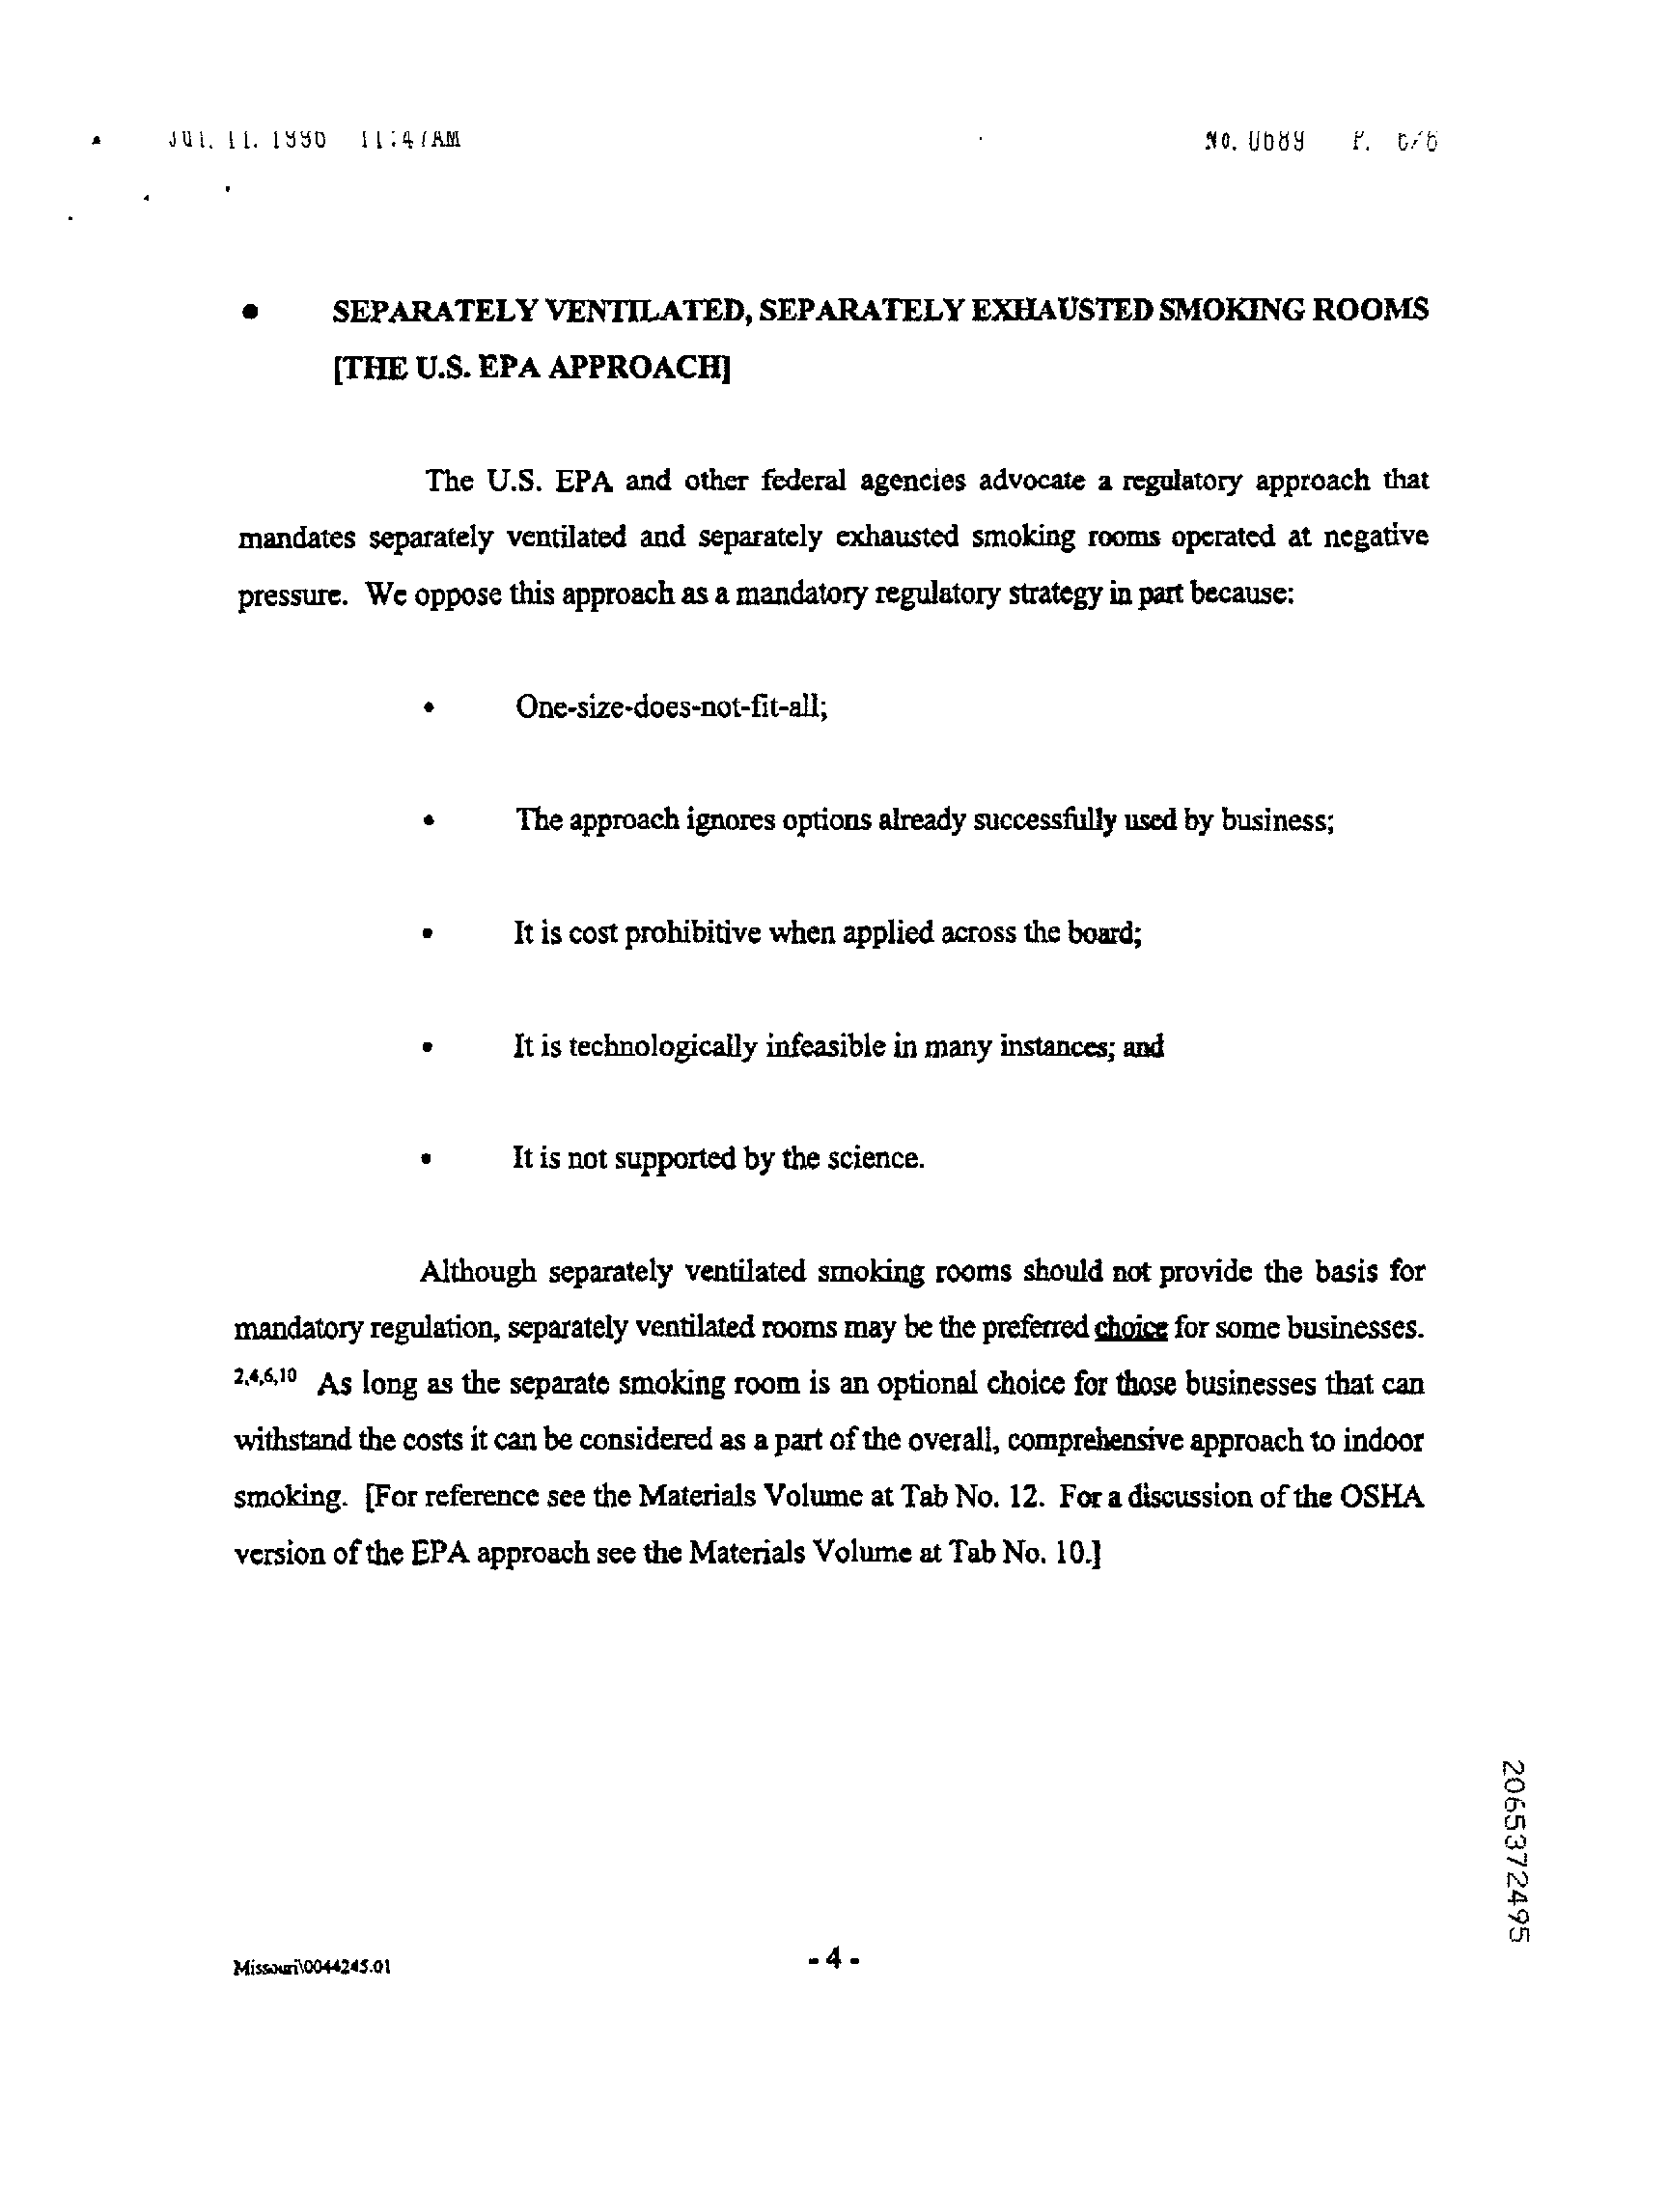 11:47AM
No. 0689 P.
• SEPARATELY VENTILATED, SEPARATELY EXHAUSTED SMOKING ROOMS
[THE U.S. EPA APPROACH]
The U.S. EPA and other federal agencies advocate a regulatory approach that
mandates separately ventilated and separately exhausted smoking rooms operated at negative
pressure. We oppose this approach as a mandatory regulatory strategy in part because:
• One-size-does-not-fit-all;
• The approach ignores options already successfully used by business;
• It is cost prohibitive when applied across the board;
• It is technologically infeasible in many instances; and
• It is not supported by the science.
Although separately ventilated smoking rooms should not provide the basis for
mandatory regulation, separately ventilated rooms may be the preferred choice for some businesses.
2,4,6,10 As long as the separate smoking room is an optional choice for those businesses that can
withstand the costs it can be considered as a part of the overall, comprehensive approach to indoor
smoking. [For reference see the Materials Volume at Tab No. 12. For a discussion of the OSHA
version of the EPA approach see the Materials Volume at Tab No. 10.]
2065372495
Missouri\0044245.01
- 4 -